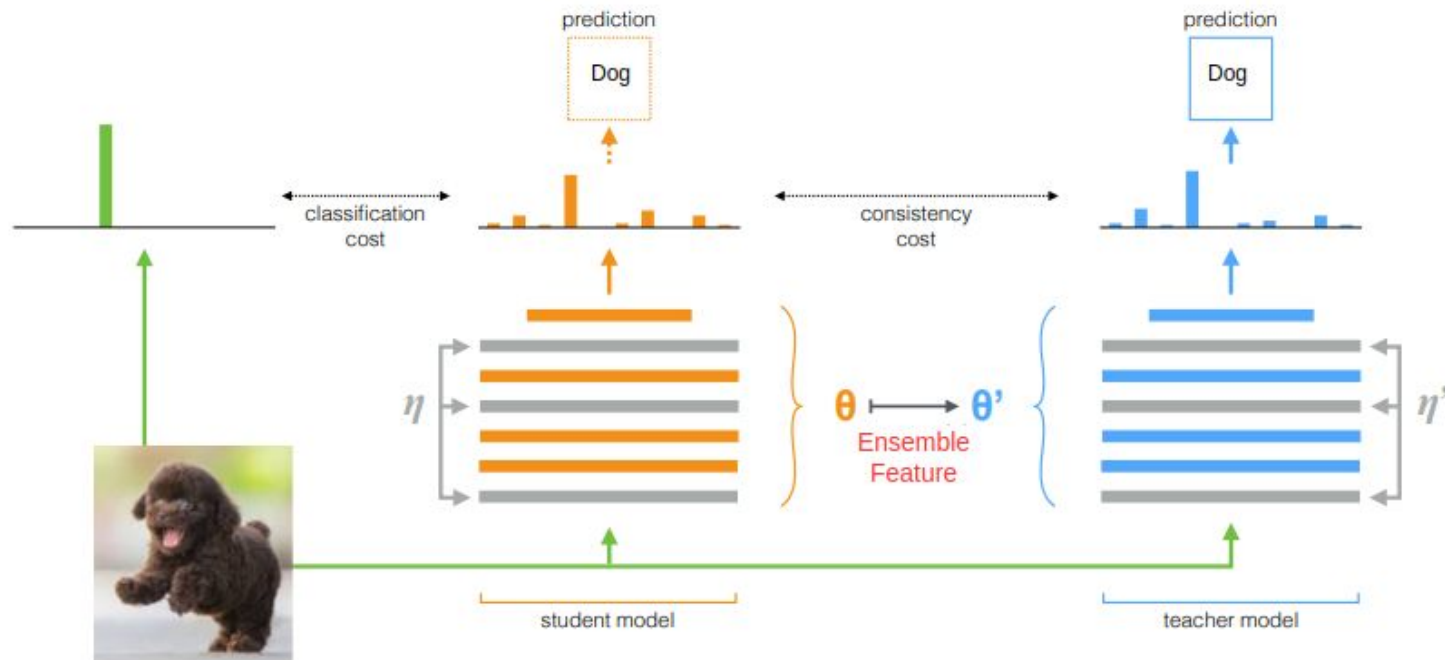 prediction
prediction
Dog
Dog
classification
cost
consistency
cost
η
θ
θ’
η’
Ensemble
Feature
student model
teacher model